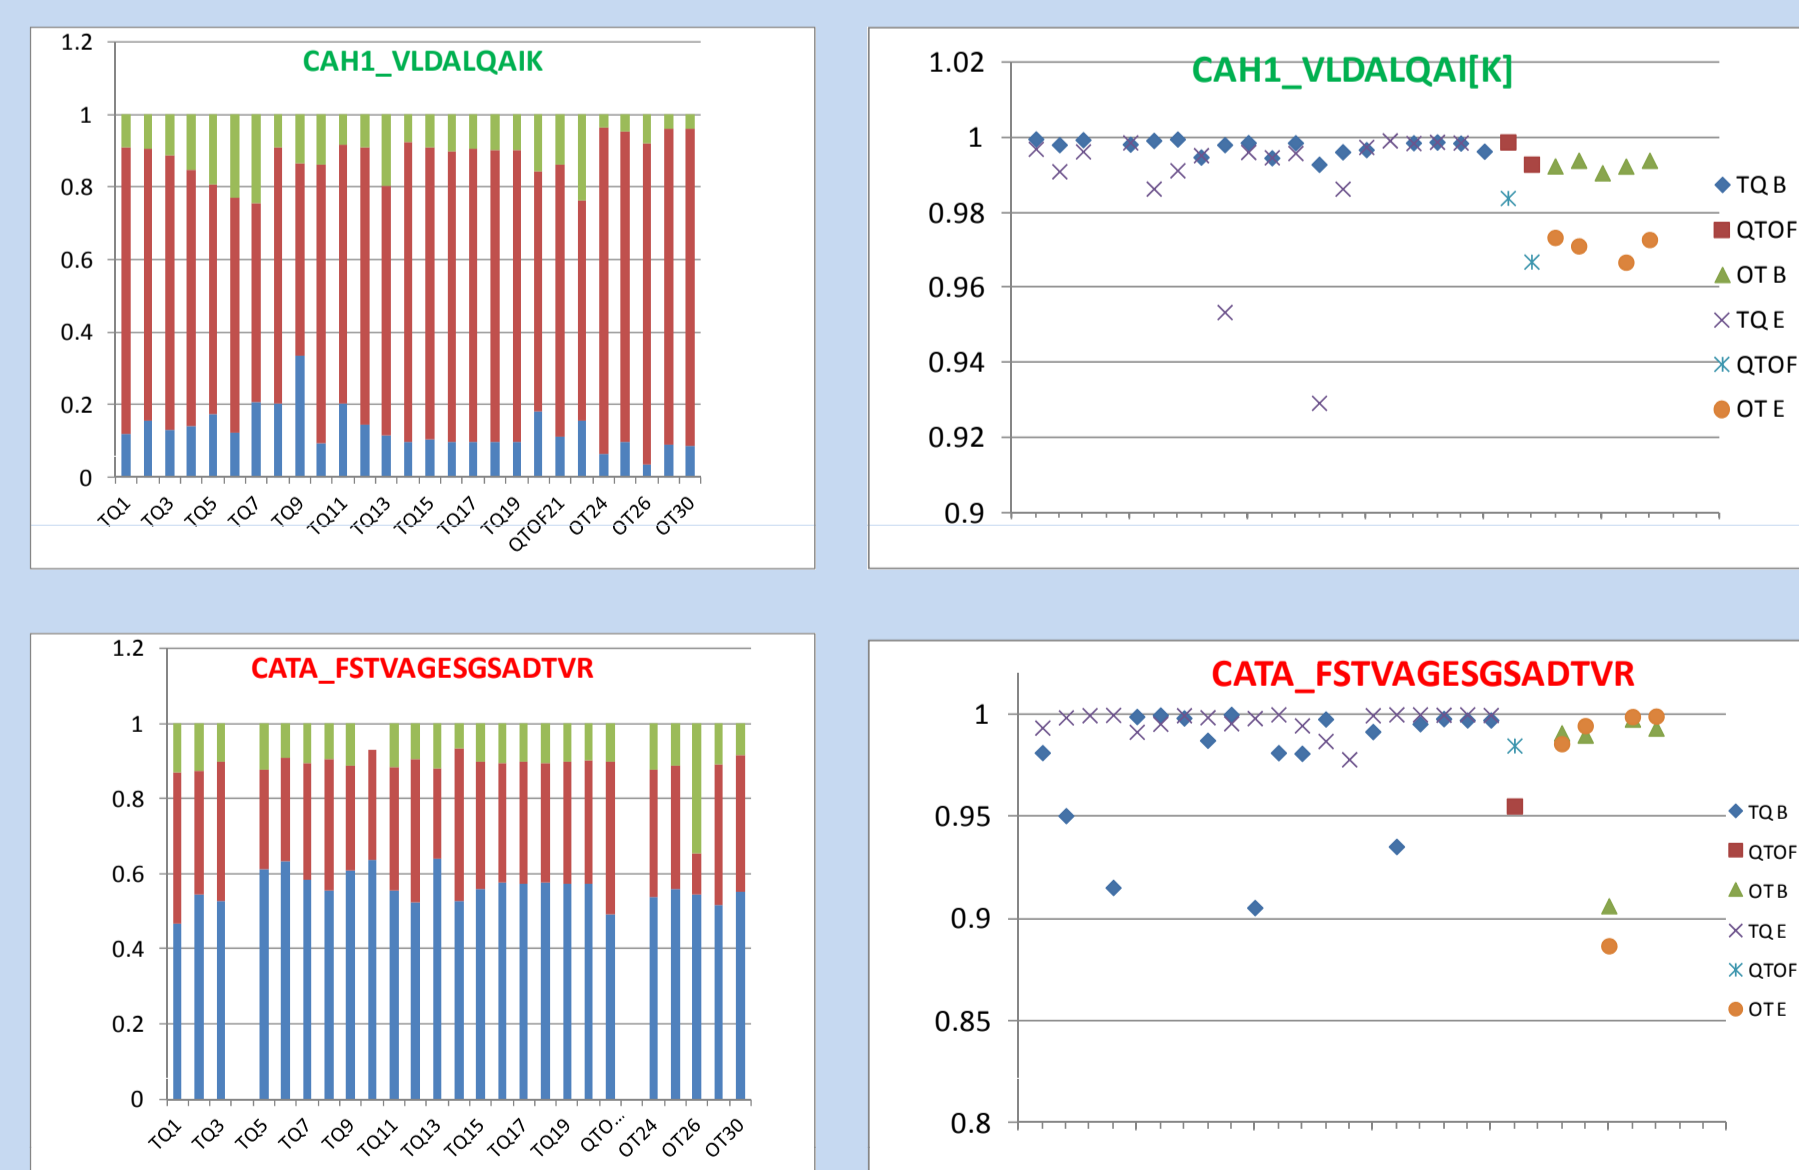 CAH1_VLDALQAIK
1.2
1
0.8
0.6
0.4
0.2
0
TQ1 TQ3 TQ5 TQ7 TQ9 TQ11 TQ13 TQ15 TQ17 TQ19 QTOF21 OT24 OT26 OT30
CAH1_VLDALQAI[K]
1.02
1
0.98
0.96
0.94
0.92
0.9
TQ B
QTOF
OT B
TQ E
QTOF
OT E
CATA_FSTVAGESGSADTVR
1.2
1
0.8
0.6
0.4
0.2
0
TQ1 TQ3 TQ5 TQ7 TQ9 TQ11 TQ13 TQ15 TQ17 TQ19 QTO... OT24 OT26 OT30
CATA_FSTVAGESGSADTVR
1
0.95
0.9
0.85
0.8
TQ B
QTOF
OT B
TQ E
QTOF
OT E